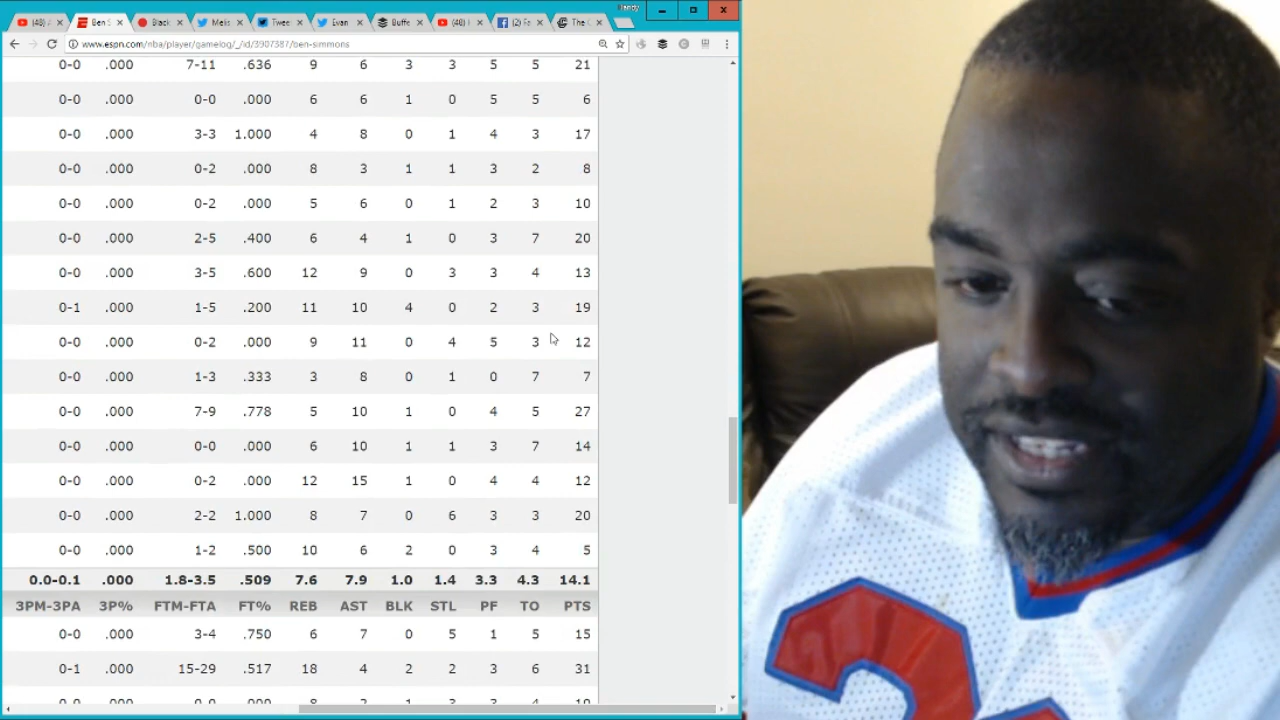 Randy
(48) A
Ben S
Black
Melis
Twee
Evan
Buffe
(48) I
(2) Fa
The C
www.espn.com/nba/player/gamelog/_/id/3907387/ben-simmons
0-0 .000 7-11 .636 9 6 3 3 5 5 21
0-0 .000 0-0 .000 6 6 1 0 5 5 6
0-0 .000 3-3 1.000 4 8 0 1 4 3 17
0-0 .000 0-2 .000 8 3 1 1 3 2 8
0-0 .000 0-2 .000 5 6 0 1 2 3 10
0-0 .000 2-5 .400 6 4 1 0 3 7 20
0-0 .000 3-5 .600 12 9 0 3 3 4 13
0-1 .000 1-5 .200 11 10 4 0 2 3 19
0-0 .000 0-2 .000 9 11 0 4 5 3 12
0-0 .000 1-3 .333 3 8 0 1 0 7 7
0-0 .000 7-9 .778 5 10 1 0 4 5 27
0-0 .000 0-0 .000 6 10 1 1 3 7 14
0-0 .000 0-2 .000 12 15 1 0 4 4 12
0-0 .000 2-2 1.000 8 7 0 6 3 3 20
0-0 .000 1-2 .500 10 6 2 0 3 4 5
0.0-0.1 .000 1.8-3.5 .509 7.6 7.9 1.0 1.4 3.3 4.3 14.1
3PM-3PA 3P% FTM-FTA FT% REB AST BLK STL PF TO PTS
0-0 .000 3-4 .750 6 7 0 5 1 5 15
0-1 .000 15-29 .517 18 4 2 2 3 6 31